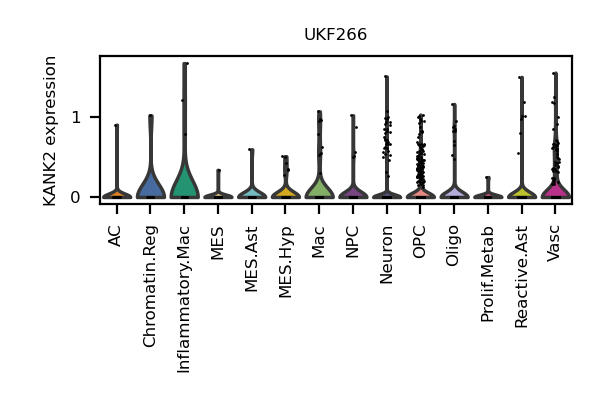 UKF266
KANK2 expression
1
0
AC
Chromatin.Reg
Inflammatory.Mac
MES
MES.Ast
MES.Hyp
Mac
NPC
Neuron
OPC
Oligo
Prolif.Metab
Reactive.Ast
Vasc